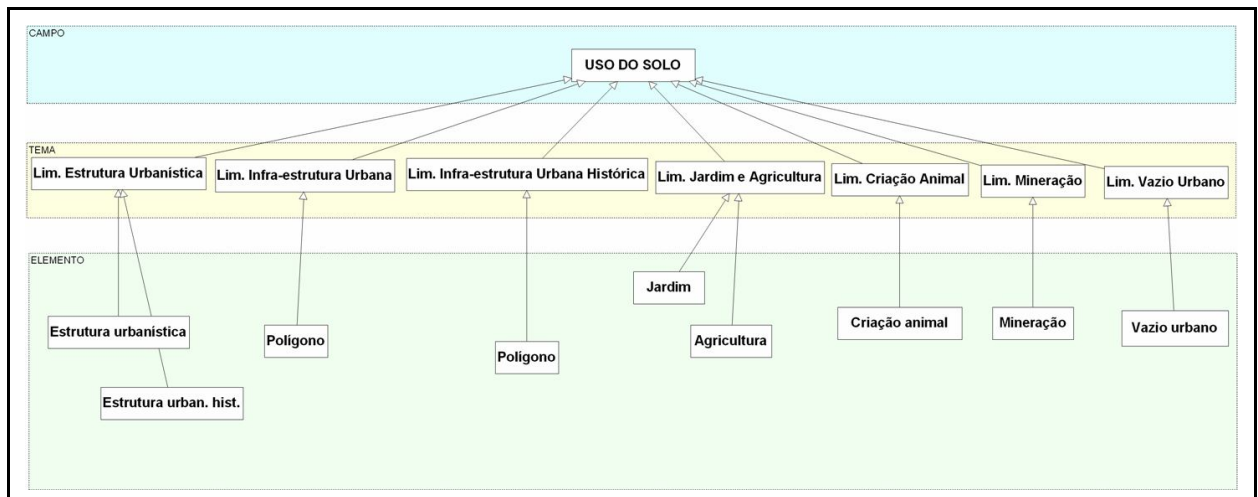 CAMPO
USO DO SOLO
TEMA
Lim. Estrutura Urbanística
Lim. Infra-estrutura Urbana
Lim. Infra-estrutura Urbana Histórica
Lim. Jardim e Agricultura
Lim. Criação Animal
Lim. Mineração
Lim. Vazio Urbano
ELEMENTO
Jardim
Estrutura urbanística
Polígono
Polígono
Agricultura
Criação animal
Mineração
Vazio urbano
Estrutura urban. hist.